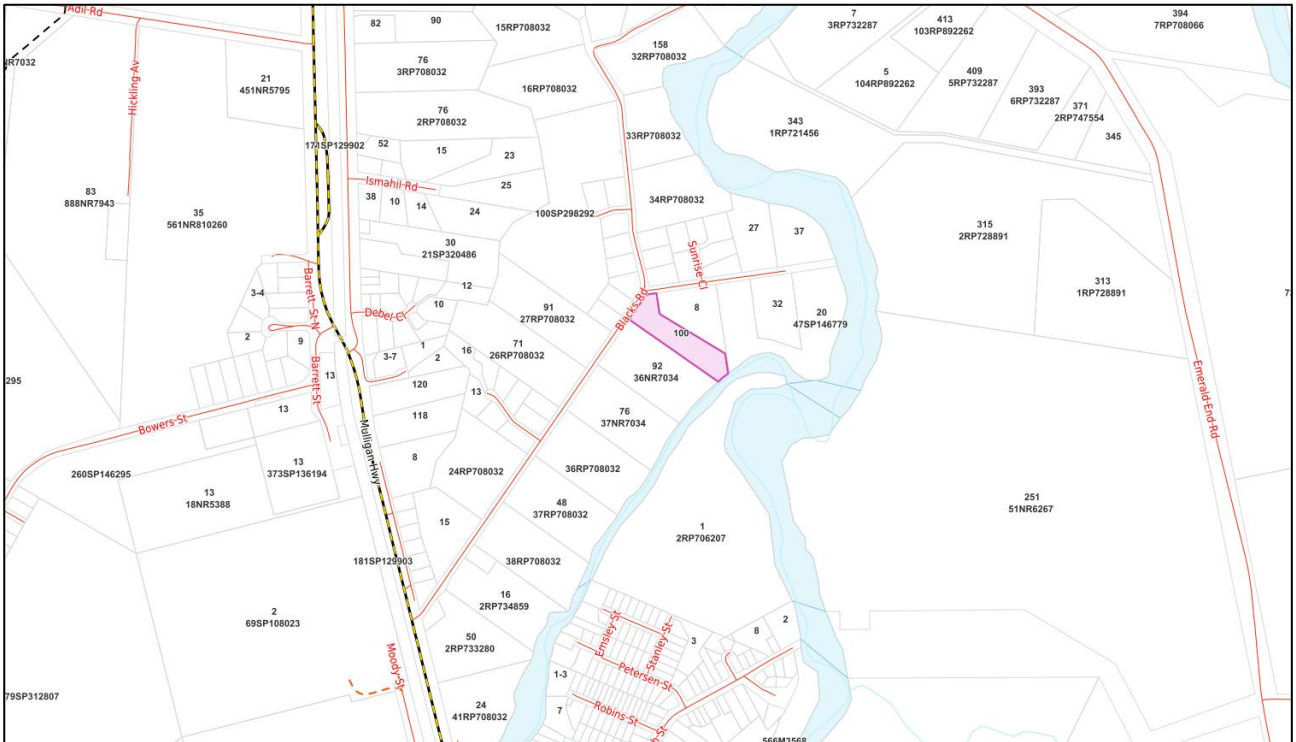 Adil Rd
82
90
15RP708032
158
32RP708032
7
3RP732287
413
103RP892262
394
7RP708066
76
3RP708032
21
451NR5795
Hickling Av
16RP708032
5
104RP892262
409
5RP732287
393
6RP732287
371
2RP747554
345
76
2RP708032
33RP708032
343
1RP721456
52
15
23
25
Ismahil Rd
38
10
14
24
83
888NR7943
35
561NR810260
100SP298292
34RP708032
27
37
315
2RP728891
313
1RP728891
30
21SP320486
Sunrise Cl
12
3-4
Barrett St N
Debel C
10
91
27RP708032
Blacks Rd
8
32
20
47SP146779
2
9
1
2
3-7
16
71
26RP708032
100
92
36NR7034
13
Barrett St
120
13
295
118
76
37NR7034
Emerald End Rd
Bowers St
13
Mulligan Hwy
8
24RP708032
36RP708032
260SP146295
13
373SP136194
13
18NR5388
48
37RP708032
251
51NR6267
15
1
2RP706207
181SP129903
38RP708032
16
2RP734859
2
69SP108023
50
2RP733280
Emsley St
Stanley St
3
8
2
Moody St
Petersen St
1-3
79SP312807
24
41RP708032
7
Robins St
566M3568